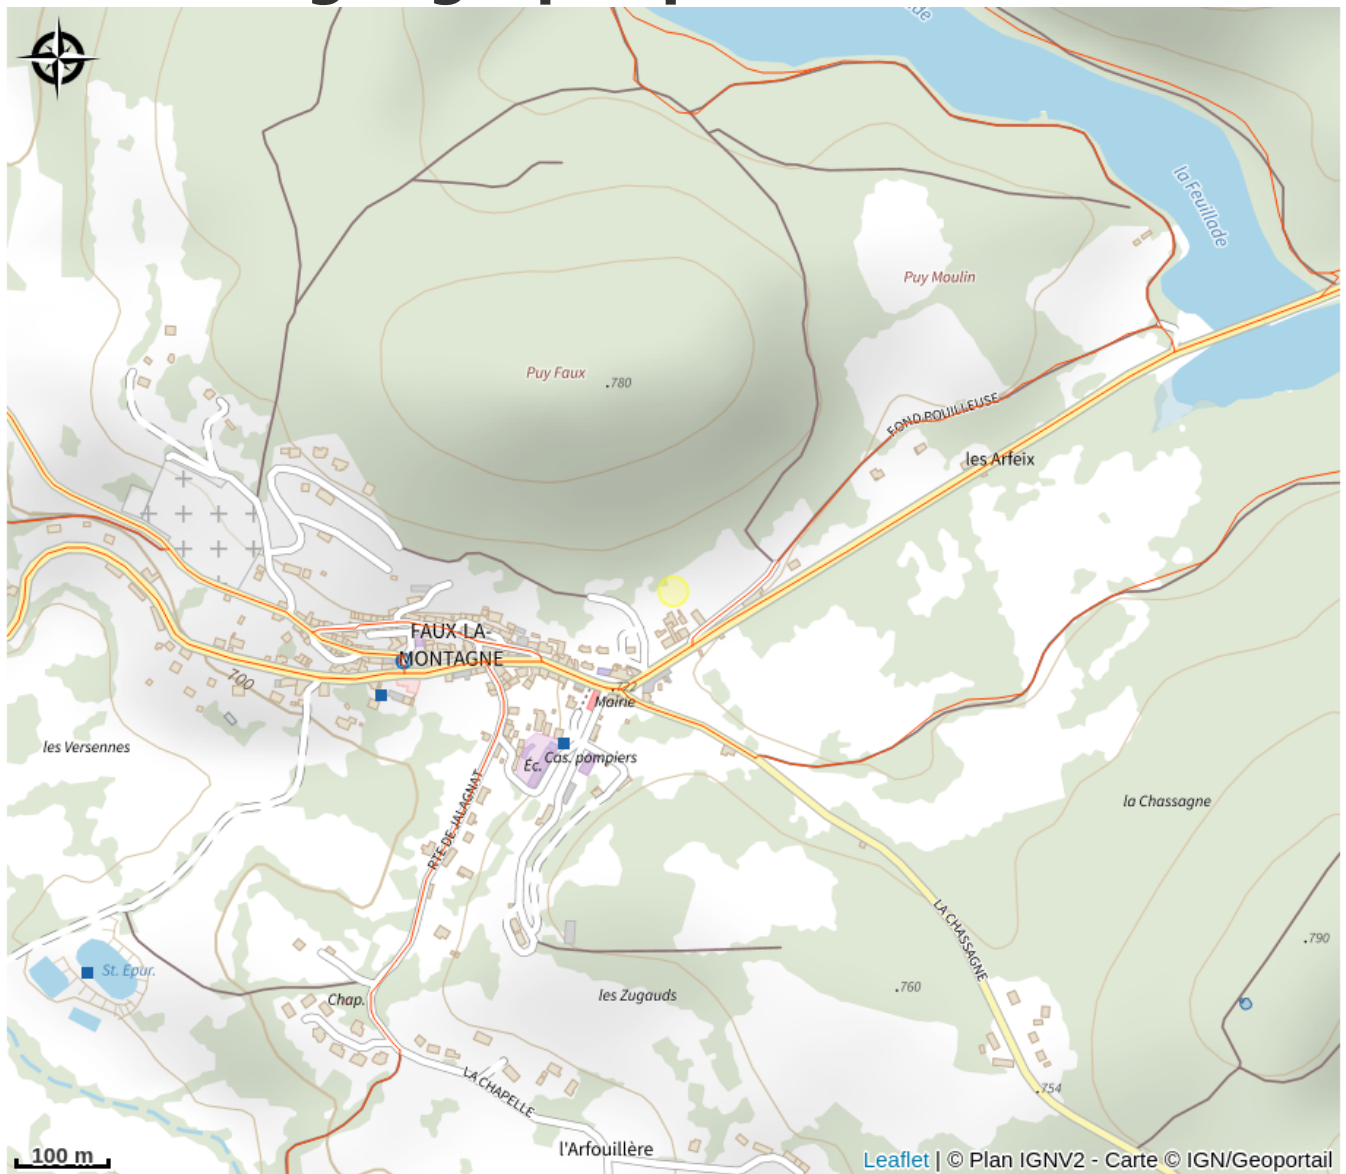 de
la Feuillade
Puy Moulin
Puy Faux
780
FOND POUILLEUSE
les Arfeix
FAUX-LA-
MONTAGNE
700
Mairie
les Versennes
Éc.
Cas. pompiers
RTE DE JALAGNAT
la Chassagne
LA CHASSAGNE
790
St. Epur.
760
les Zugauds
Chap.
754
LA CHAPELLE
l'Arfouillère
100 m
Leaflet | © Plan IGNV2 - Carte © IGN/Geoportail